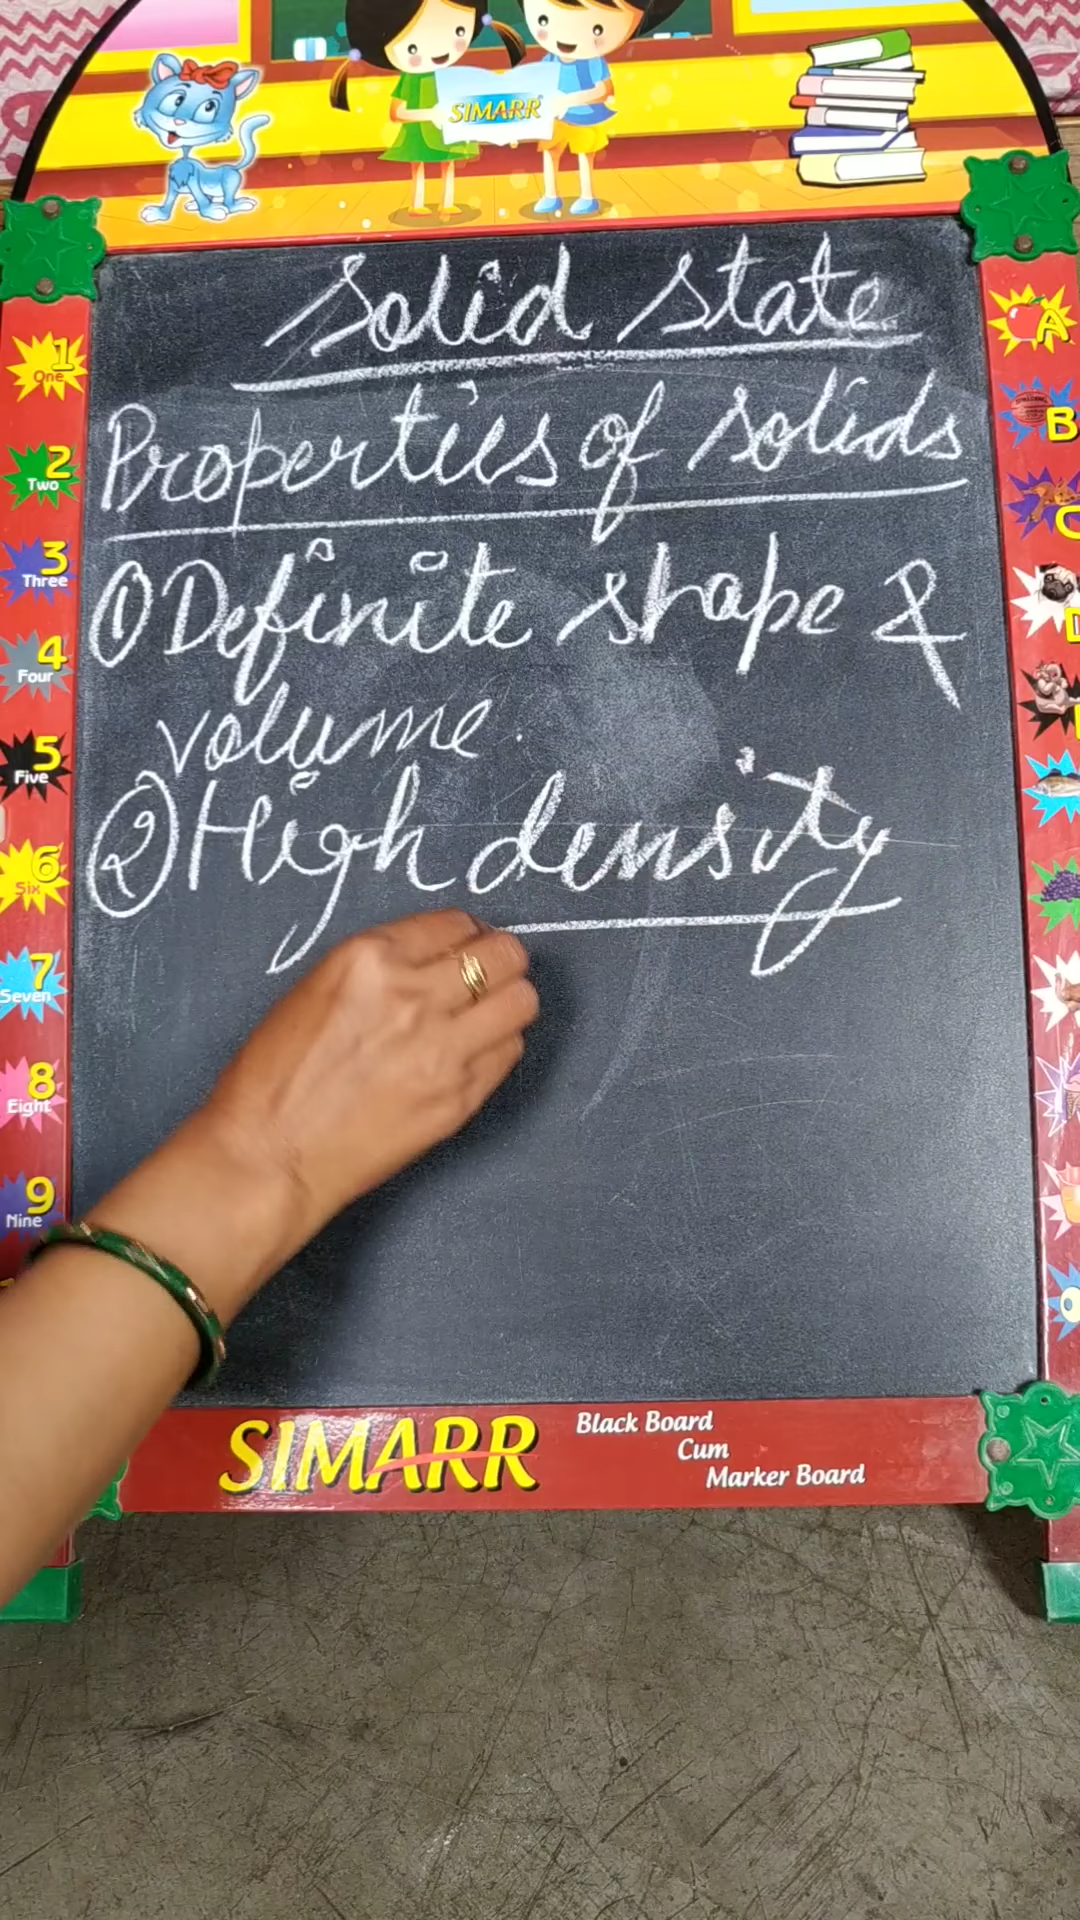 SIMARR
solid state
Properties of solids
① Definite shape &
volume.
② High density
1 One
2 Two
3 Three
4 Four
5 Five
6 Six
7 Seven
8 Eight
9 Nine
A
B
C
D
SIMARR
Black Board
Cum
Marker Board